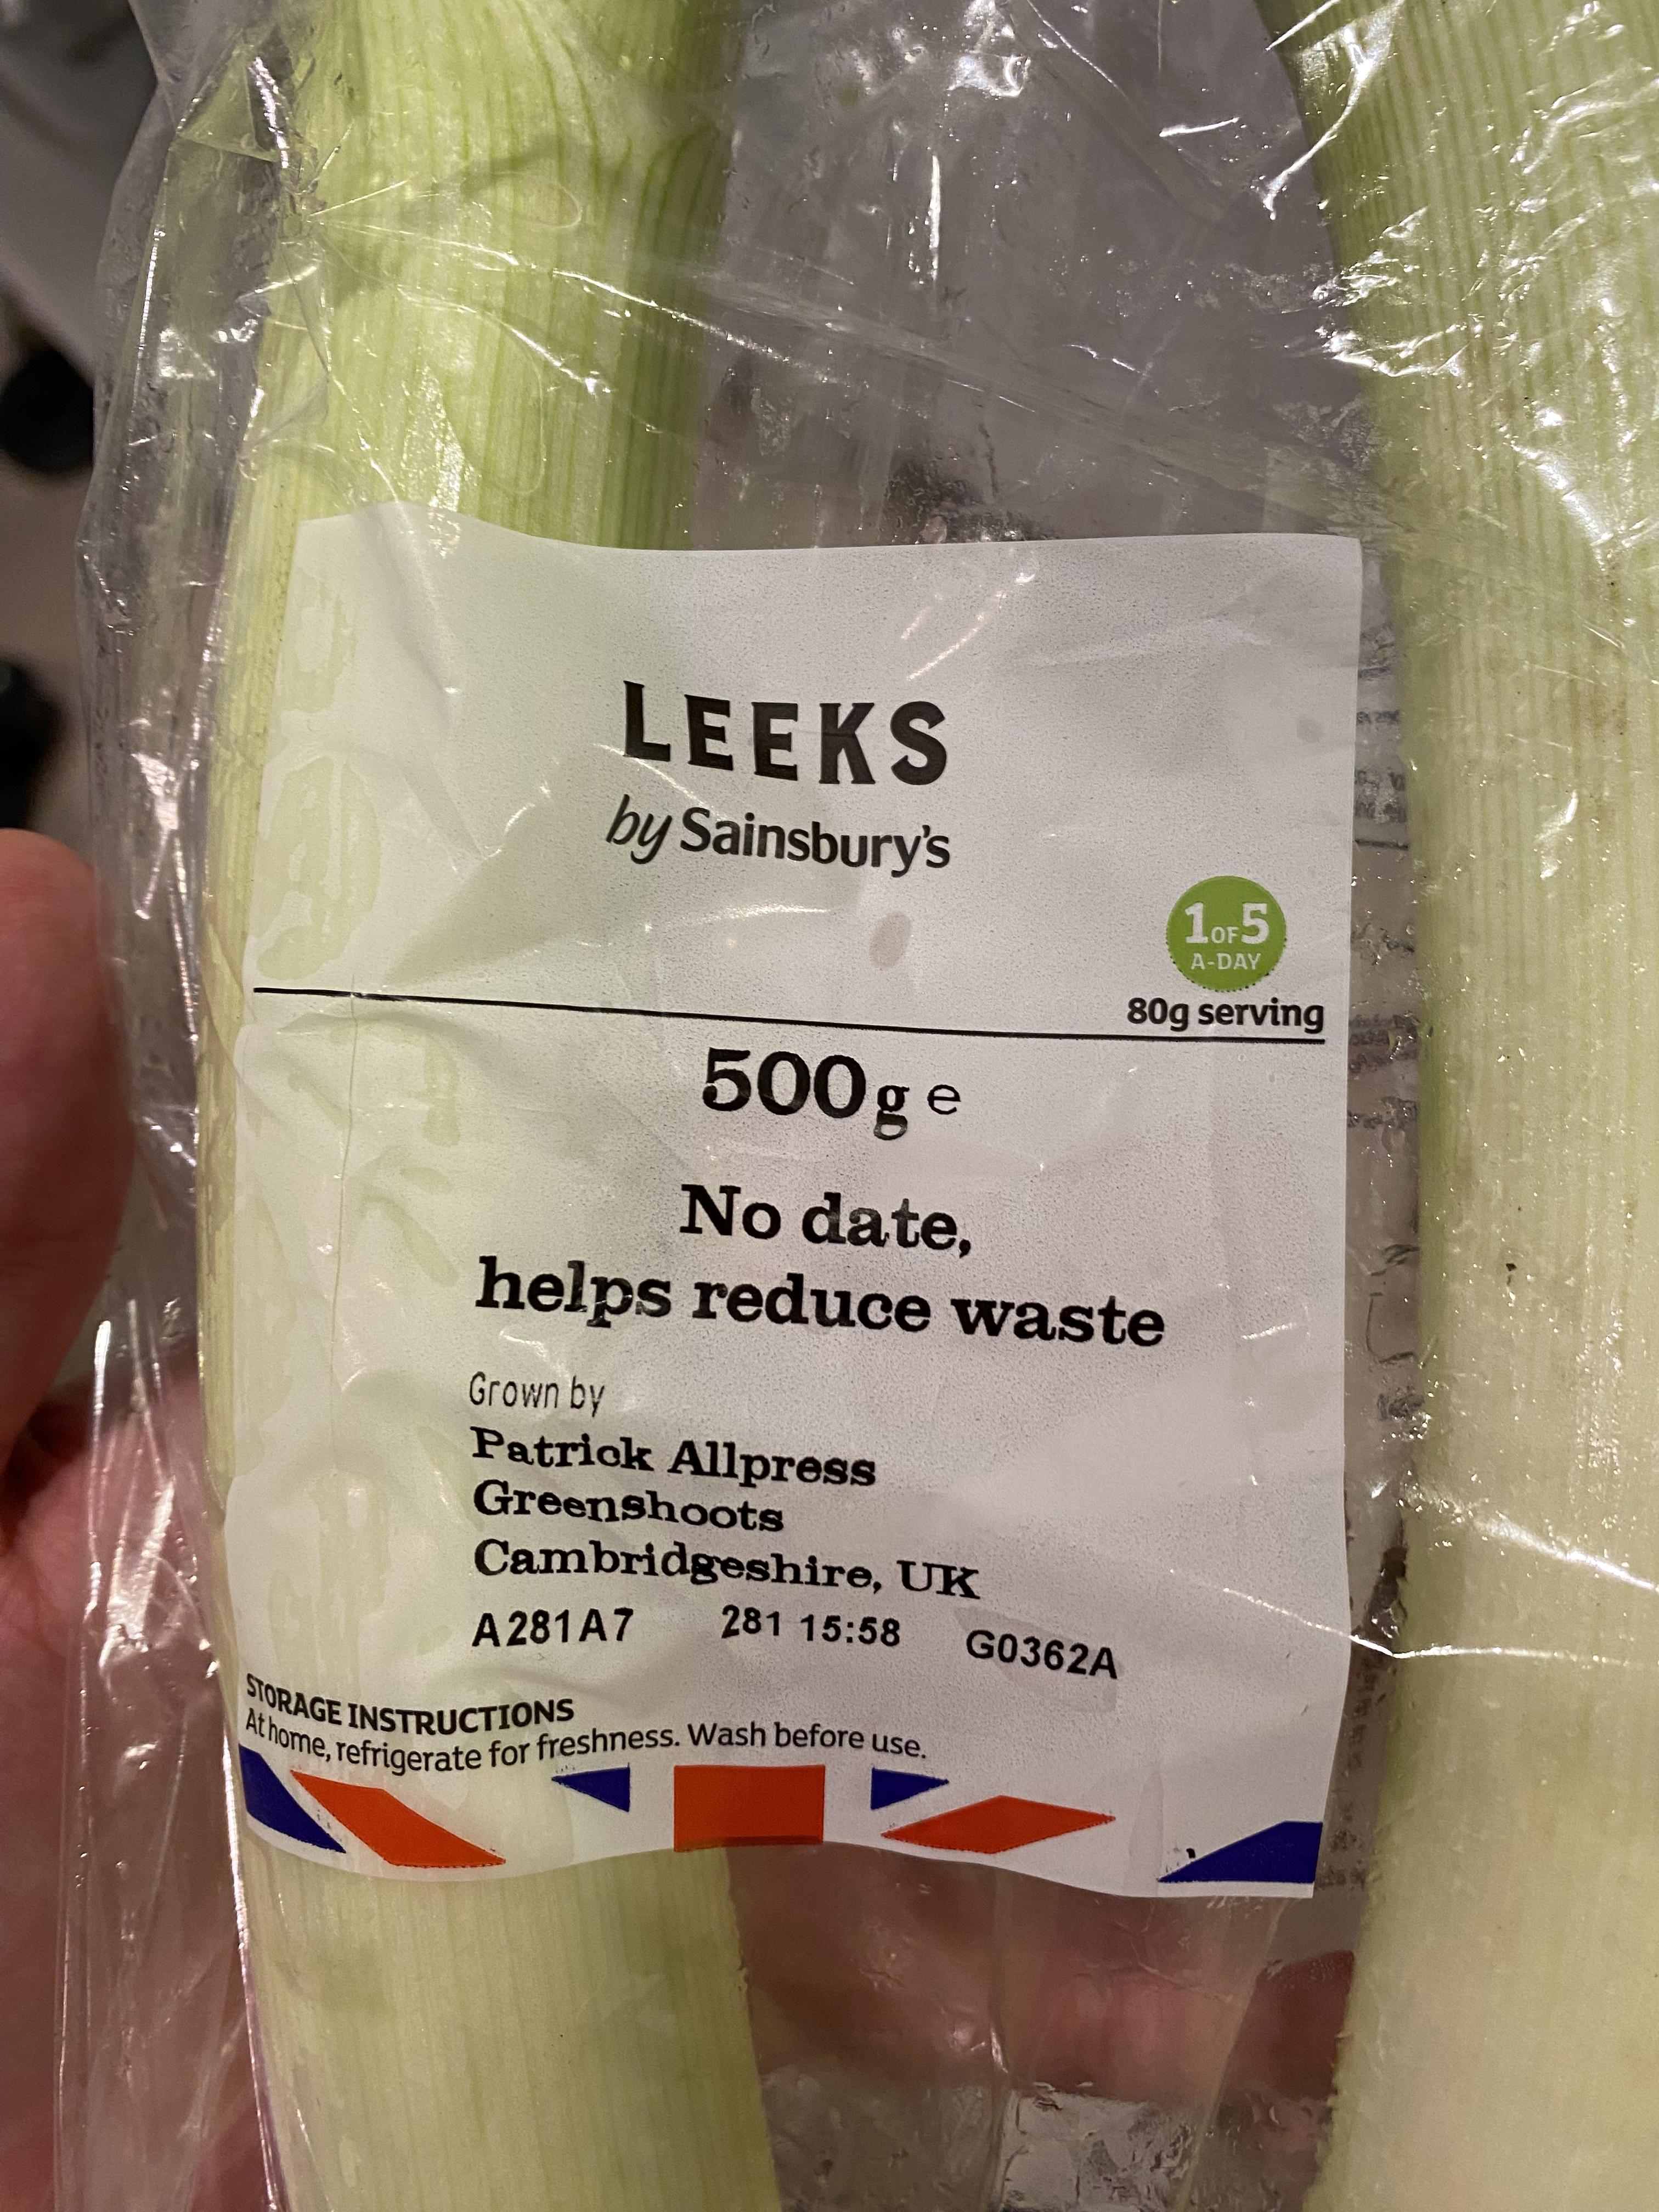 LEEKS
by Sainsbury's
1 OF 5
A-DAY
80g serving
500g e
No date,
helps reduce waste
Grown by
Patrick Allpress
Greenshoots
Cambridgeshire, UK
A281A7 281 15:58 G0362A
STORAGE INSTRUCTIONS
At home, refrigerate for freshness. Wash before use.